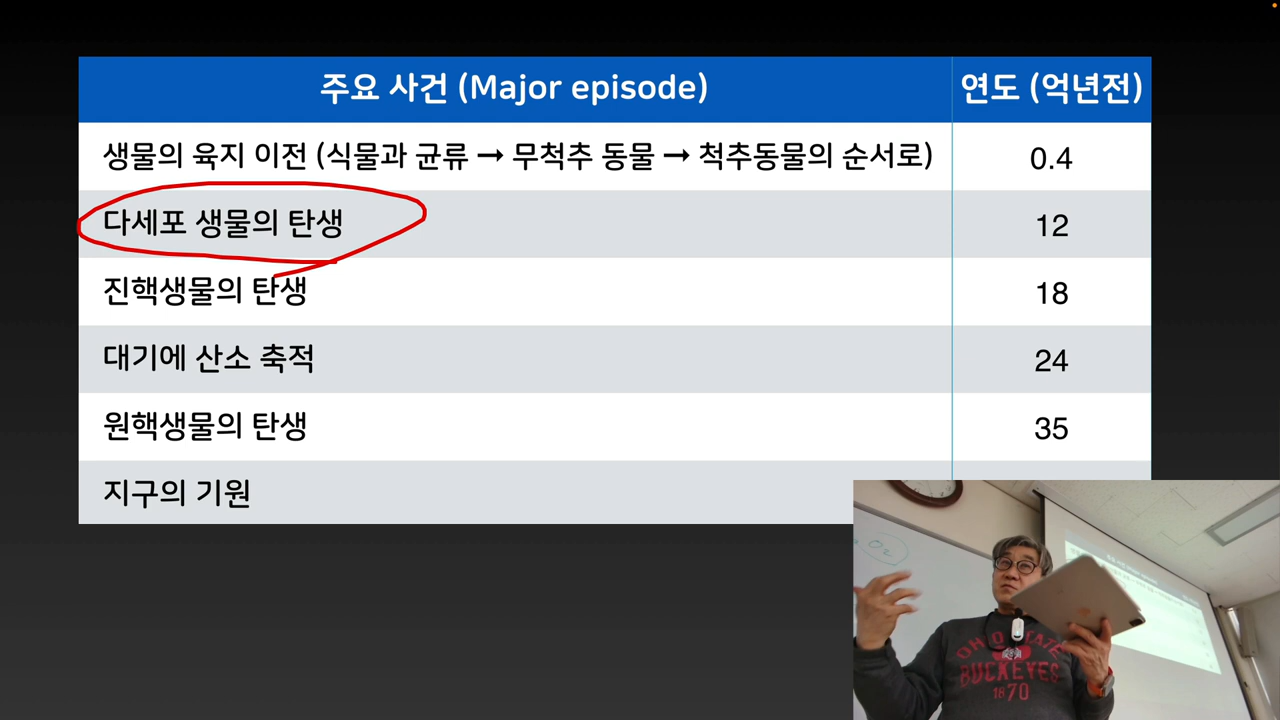 주요 사건 (Major episode) 연도 (억년전)
생물의 육지 이전 (식물과 균류 → 무척추 동물 → 척추동물의 순서로) 0.4
다세포 생물의 탄생 12
진핵생물의 탄생 18
대기에 산소 축적 24
원핵생물의 탄생 35
지구의 기원
O₂
OHIO STATE
BUCKEYES
1870